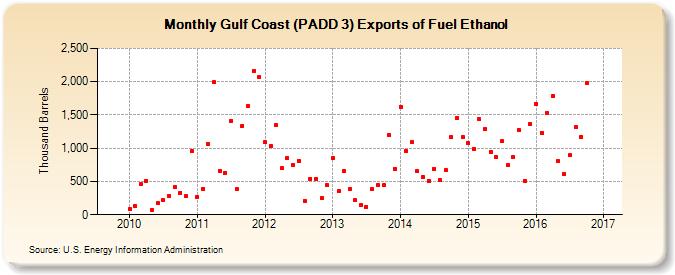 Monthly Gulf Coast (PADD 3) Exports of Fuel Ethanol
Thousand Barrels
2,500
2,000
1,500
1,000
500
0
2010 2011 2012 2013 2014 2015 2016 2017
Source: U.S. Energy Information Administration